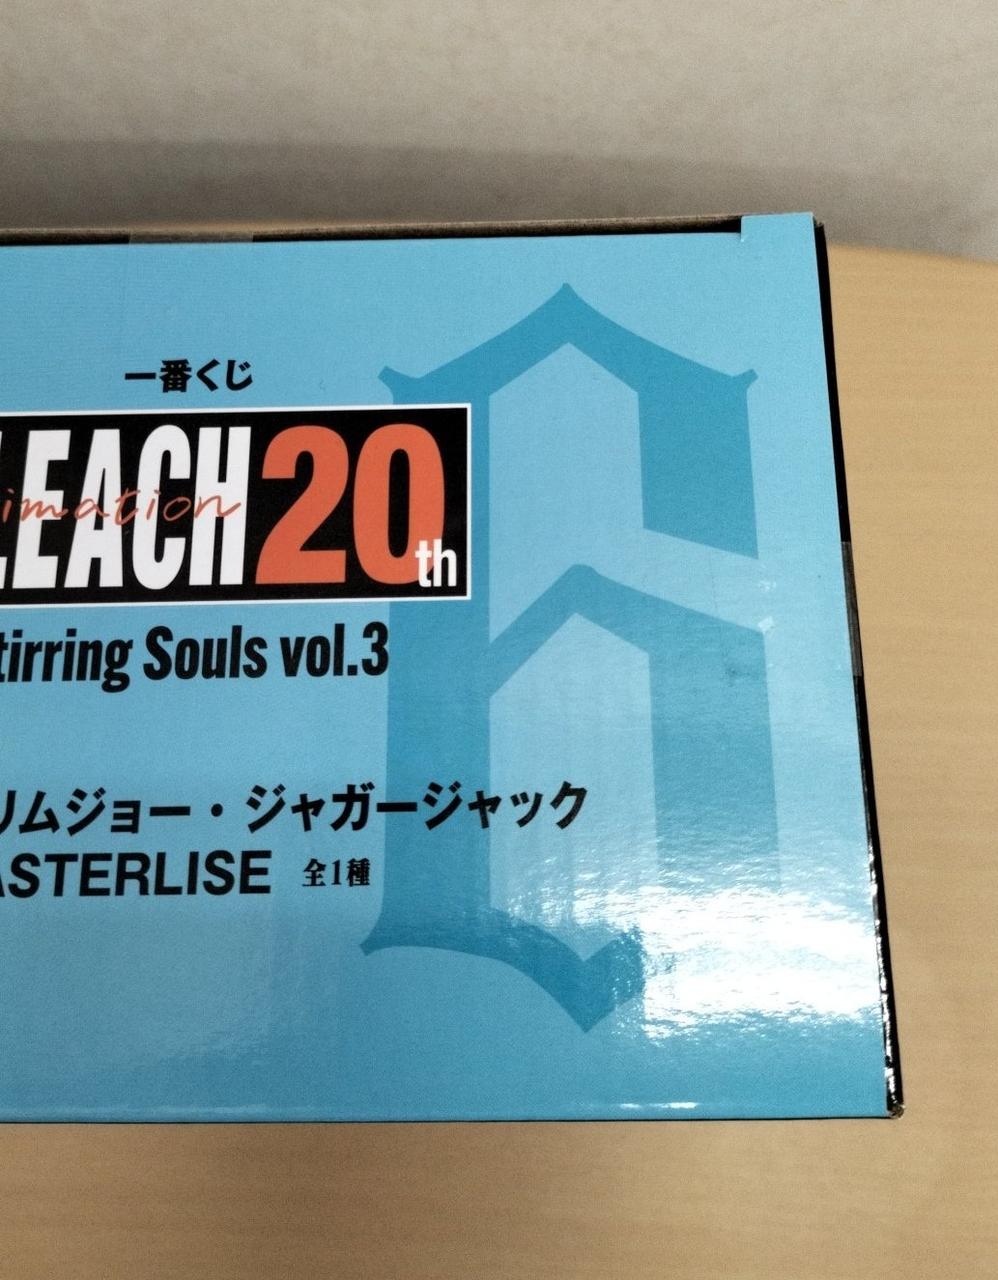 一番くじ
LEACH 20th
imation
tirring Souls vol.3
リムジョー・ジャガージャック
ASTERLISE 全1種
6